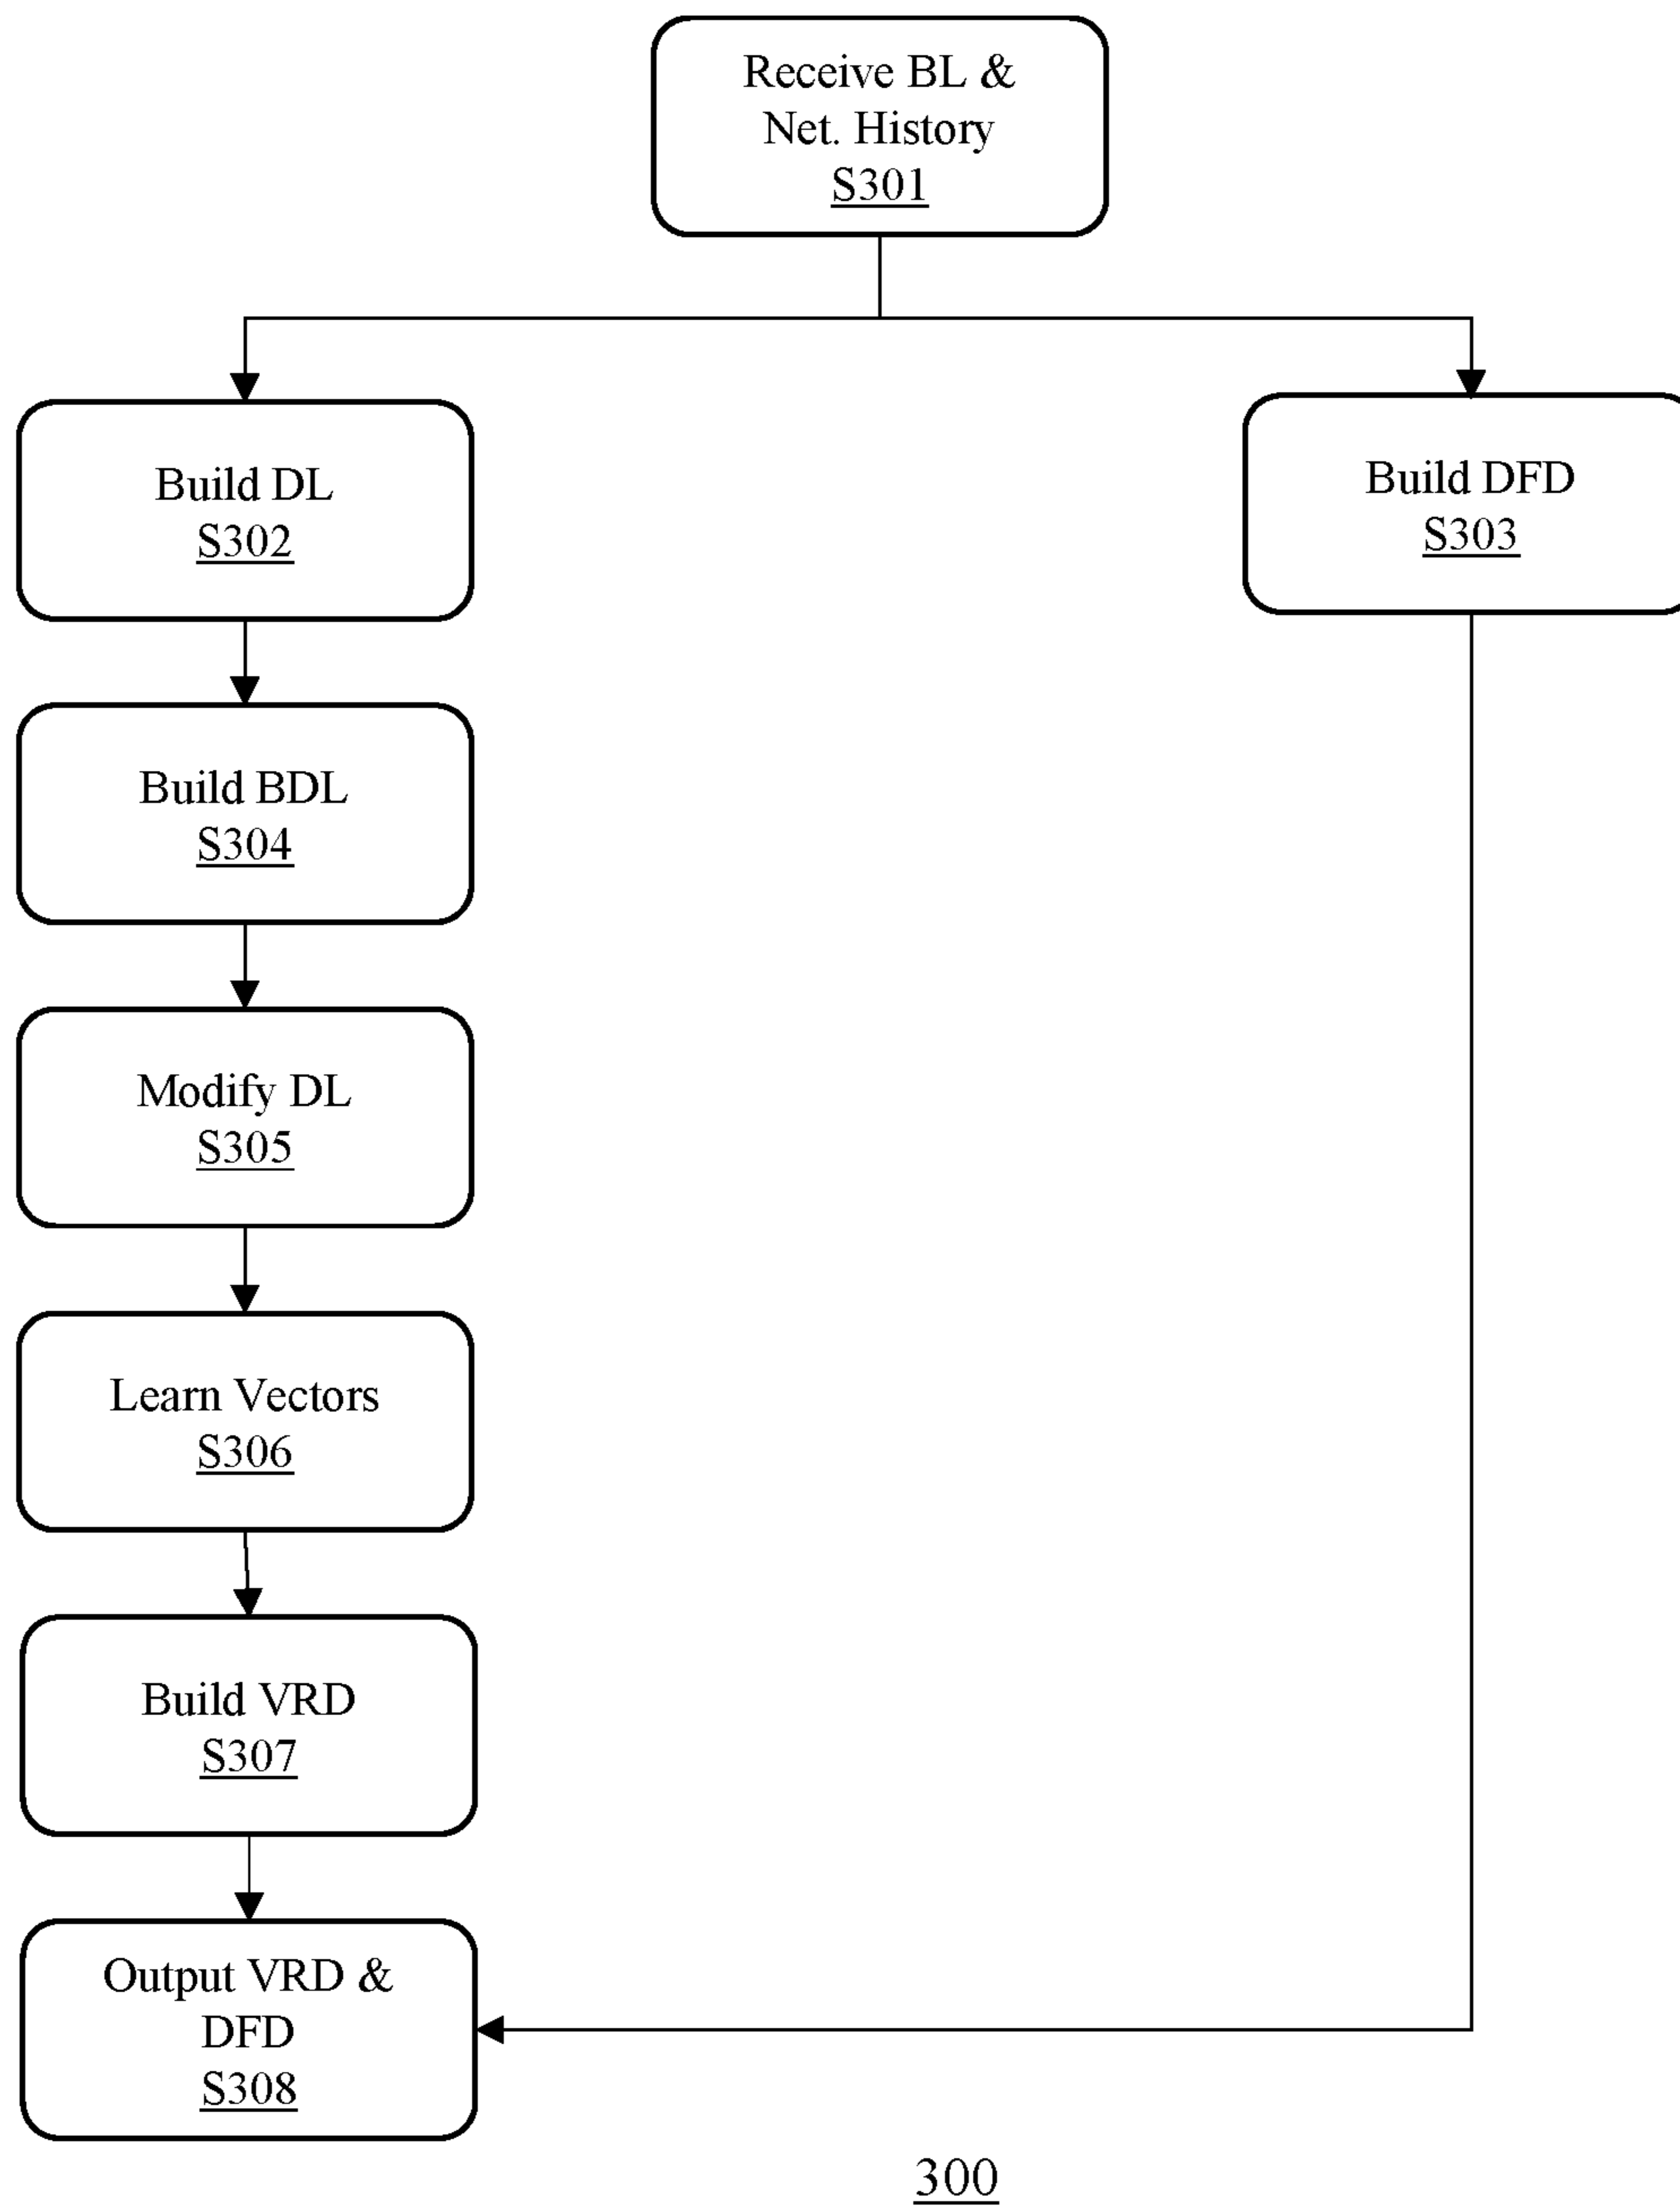 Receive BL &
Net. History
S301
Build DL
S302
Build DFD
S303
Build BDL
S304
Modify DL
S305
Learn Vectors
S306
Build VRD
S307
Output VRD &
DFD
S308
300